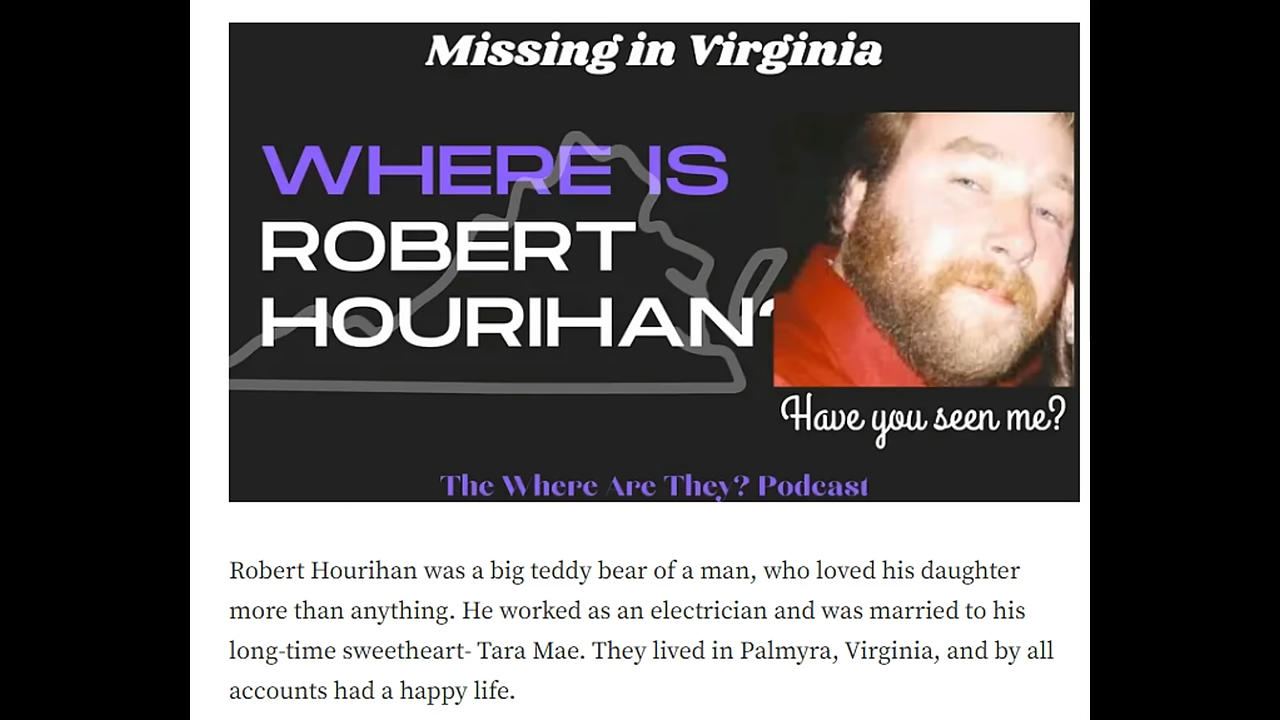 Missing in Virginia
WHERE IS
ROBERT
HOURIHAN?
Have you seen me?
The Where Are They? Podcast
Robert Hourihan was a big teddy bear of a man, who loved his daughter
more than anything. He worked as an electrician and was married to his
long-time sweetheart- Tara Mae. They lived in Palmyra, Virginia, and by all
accounts had a happy life.